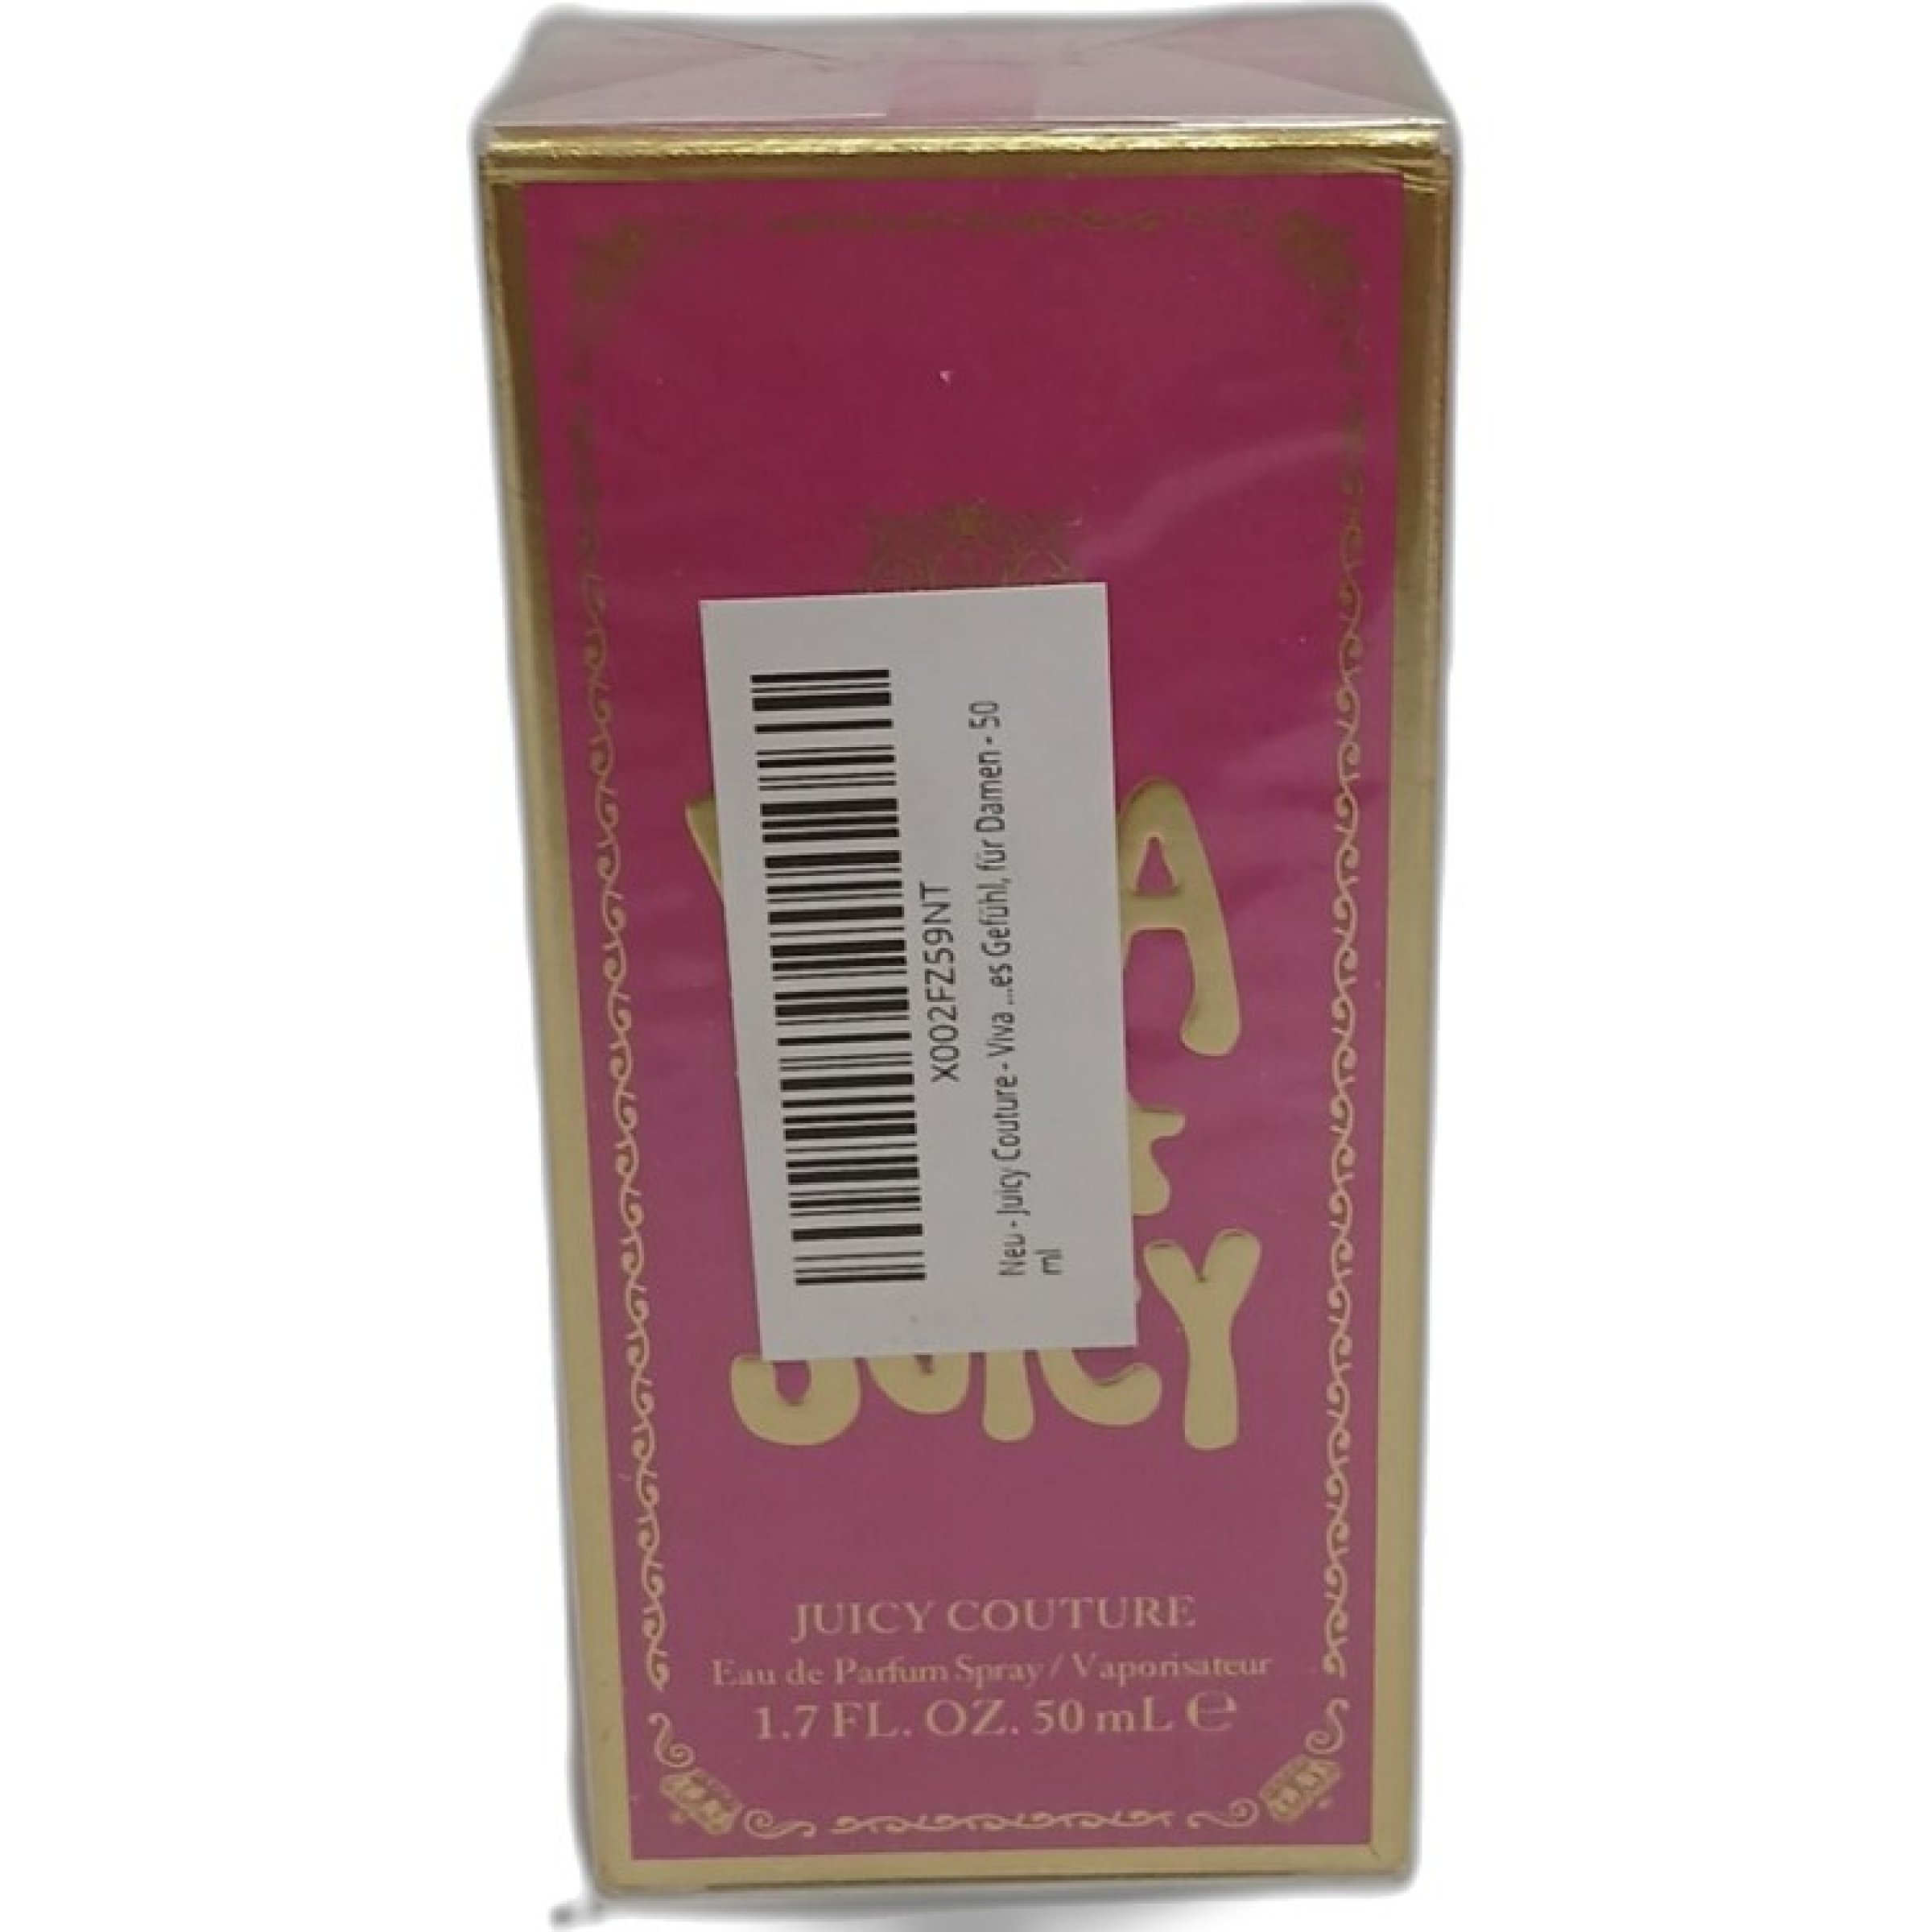 A
JUICY
X002FZ59NT
Neu - Juicy Couture - Viva ...es Gefühl, für Damen - 50
ml
JUICY COUTURE
Eau de Parfum Spray / Vaporisateur
1.7 FL. OZ. 50 mL ℮